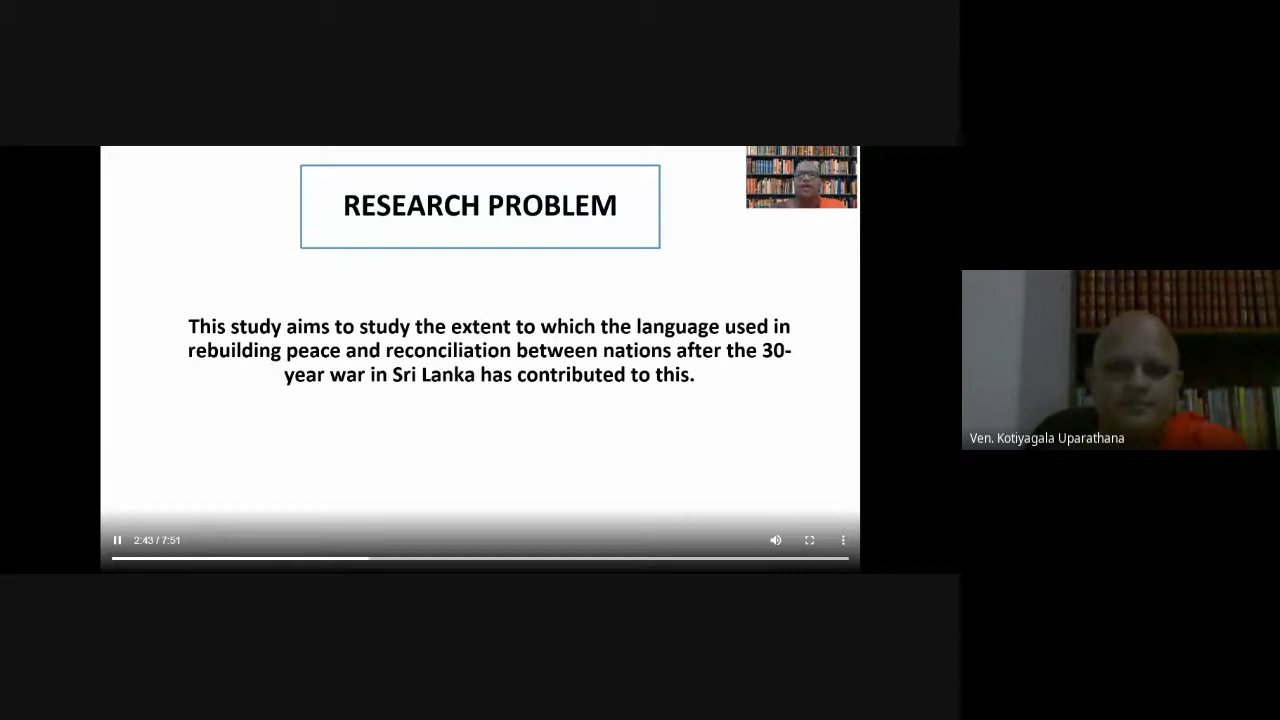 RESEARCH PROBLEM
This study aims to study the extent to which the language used in
rebuilding peace and reconciliation between nations after the 30-
year war in Sri Lanka has contributed to this.
2:43 / 7:51
Ven. Kotiyagala Uparathana